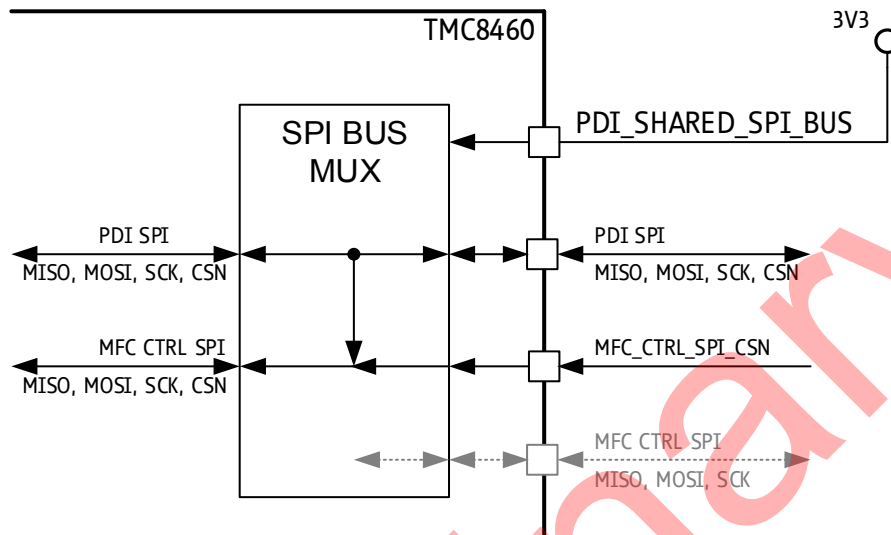 TMC8460
3V3
SPI BUS
MUX
PDI_SHARED_SPI_BUS
PDI SPI
MISO, MOSI, SCK, CSN
PDI SPI
MISO, MOSI, SCK, CSN
MFC CTRL SPI
MISO, MOSI, SCK, CSN
MFC_CTRL_SPI_CSN
MFC CTRL SPI
MISO, MOSI, SCK